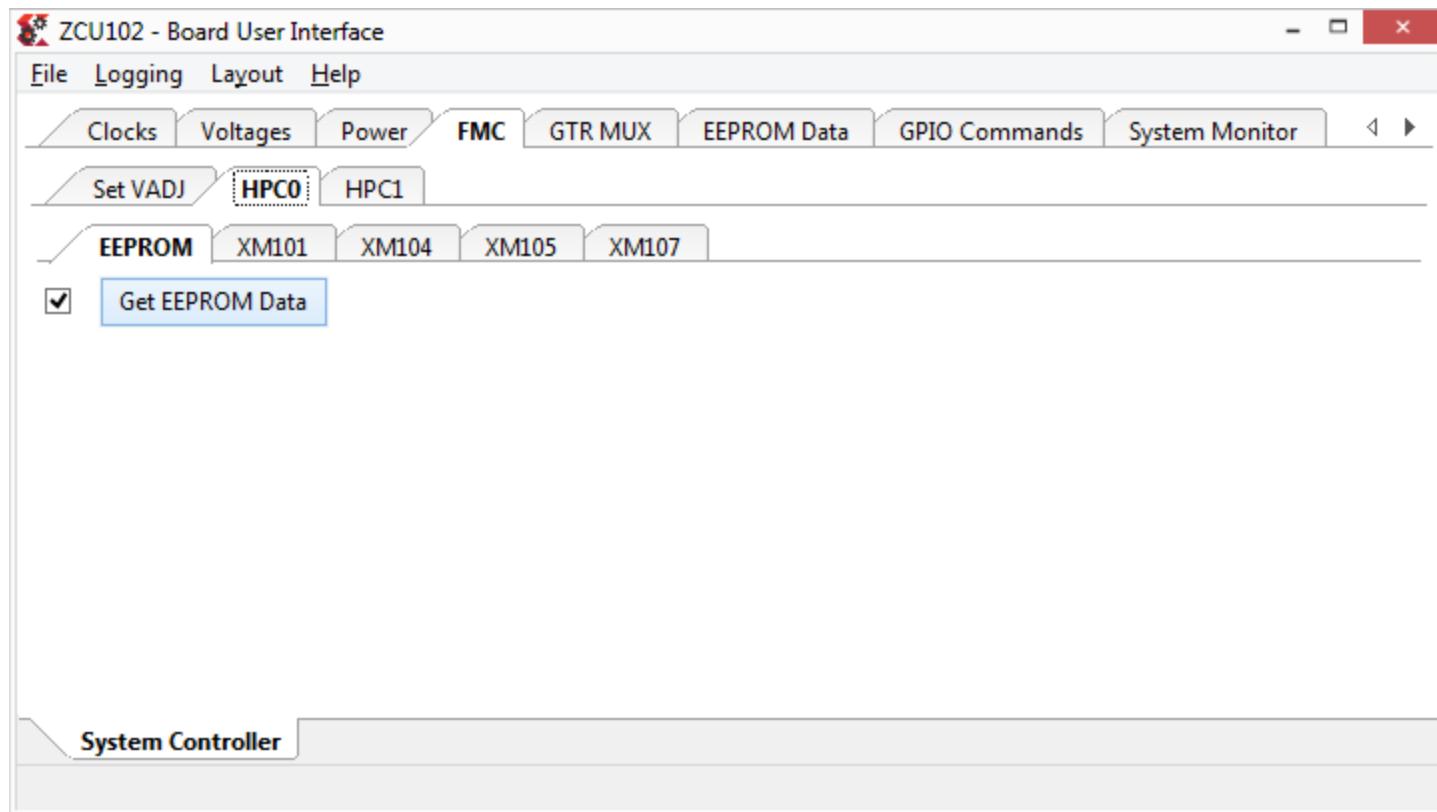 ZCU102 - Board User Interface
File Logging Layout Help
Clocks Voltages Power FMC GTR MUX EEPROM Data GPIO Commands System Monitor
Set VADJ HPC0 HPC1
EEPROM XM101 XM104 XM105 XM107
Get EEPROM Data
System Controller